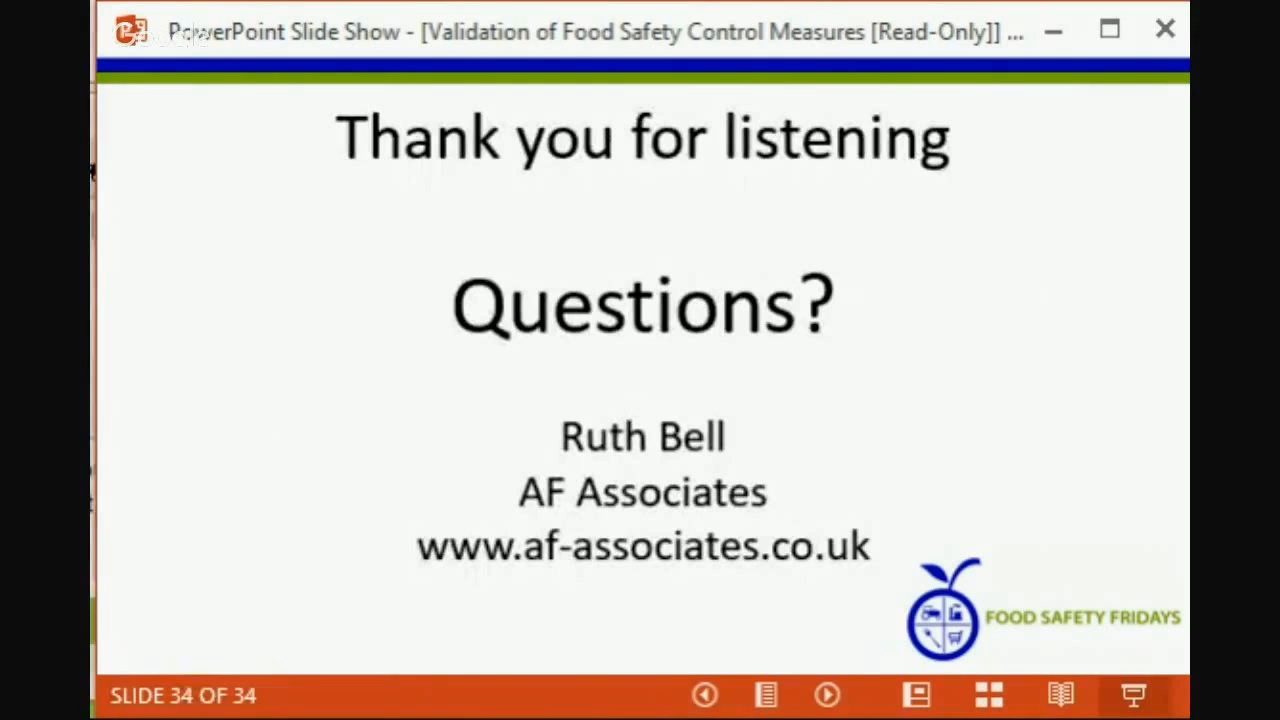 PowerPoint Slide Show - [Validation of Food Safety Control Measures [Read-Only]] ...
Thank you for listening
Questions?
Ruth Bell
AF Associates
www.af-associates.co.uk
FOOD SAFETY FRIDAYS
SLIDE 34 OF 34